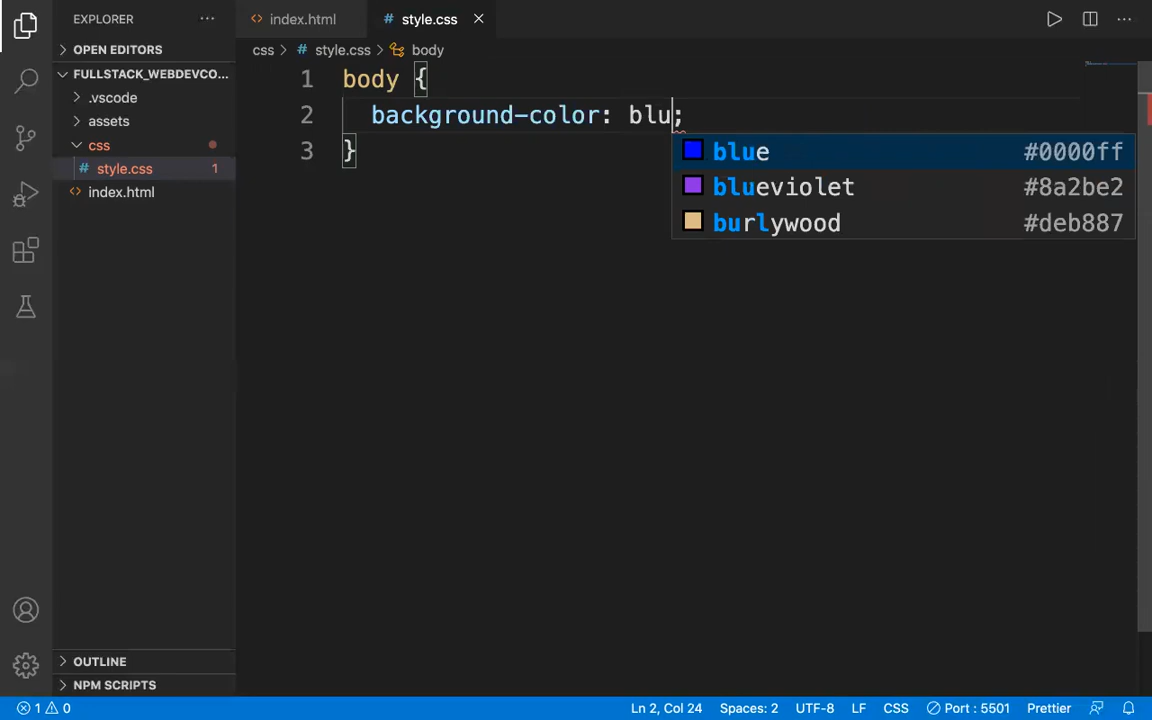 EXPLORER
index.html
style.css
OPEN EDITORS
css
style.css
body
FULLSTACK_WEBDEVCO...
.vscode
assets
css
# style.css 1
index.html
1 body {
2 background-color: blu;
3 }
blue #0000ff
blueviolet #8a2be2
burlywood #deb887
OUTLINE
NPM SCRIPTS
1 0 Ln 2, Col 24 Spaces: 2 UTF-8 LF CSS Port : 5501 Prettier